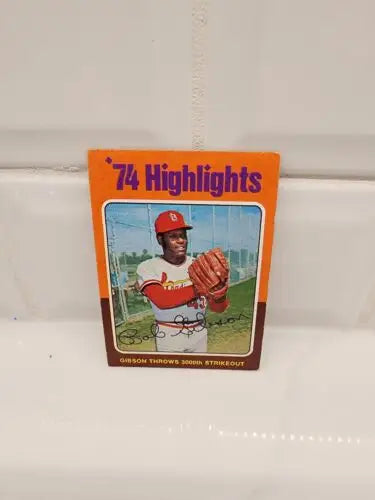 '74 Highlights
Bob Gibson
GIBSON THROWS 3000th STRIKEOUT